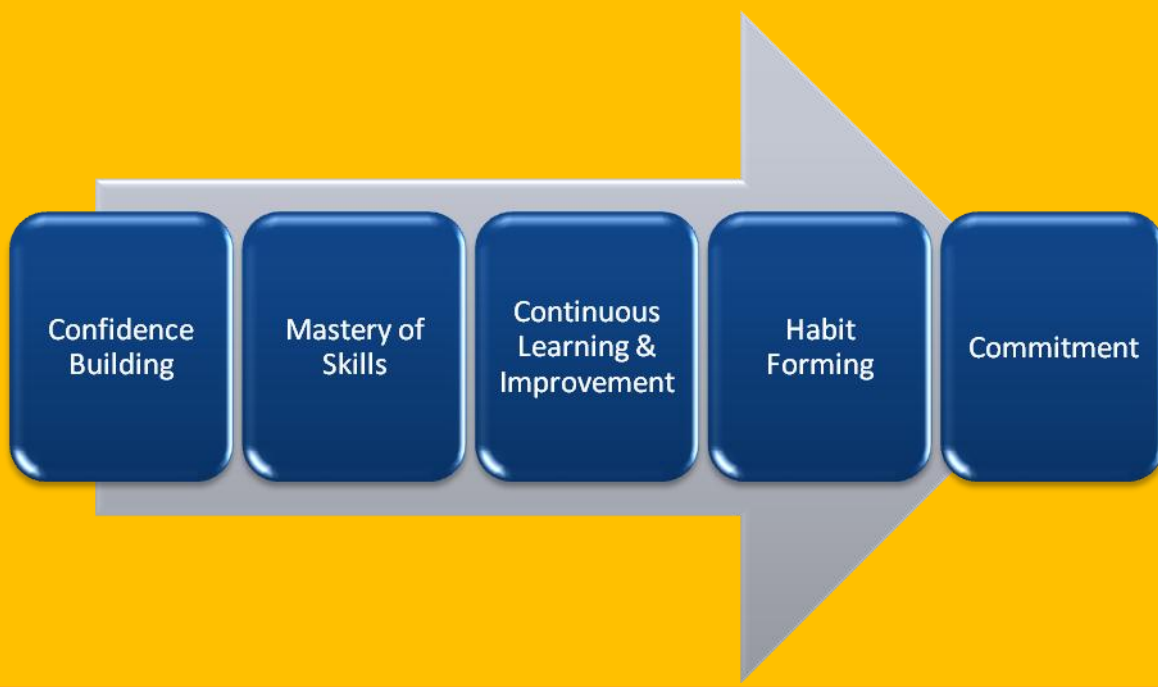 Confidence
Building
Mastery of
Skills
Continuous
Learning &
Improvement
Habit
Forming
Commitment